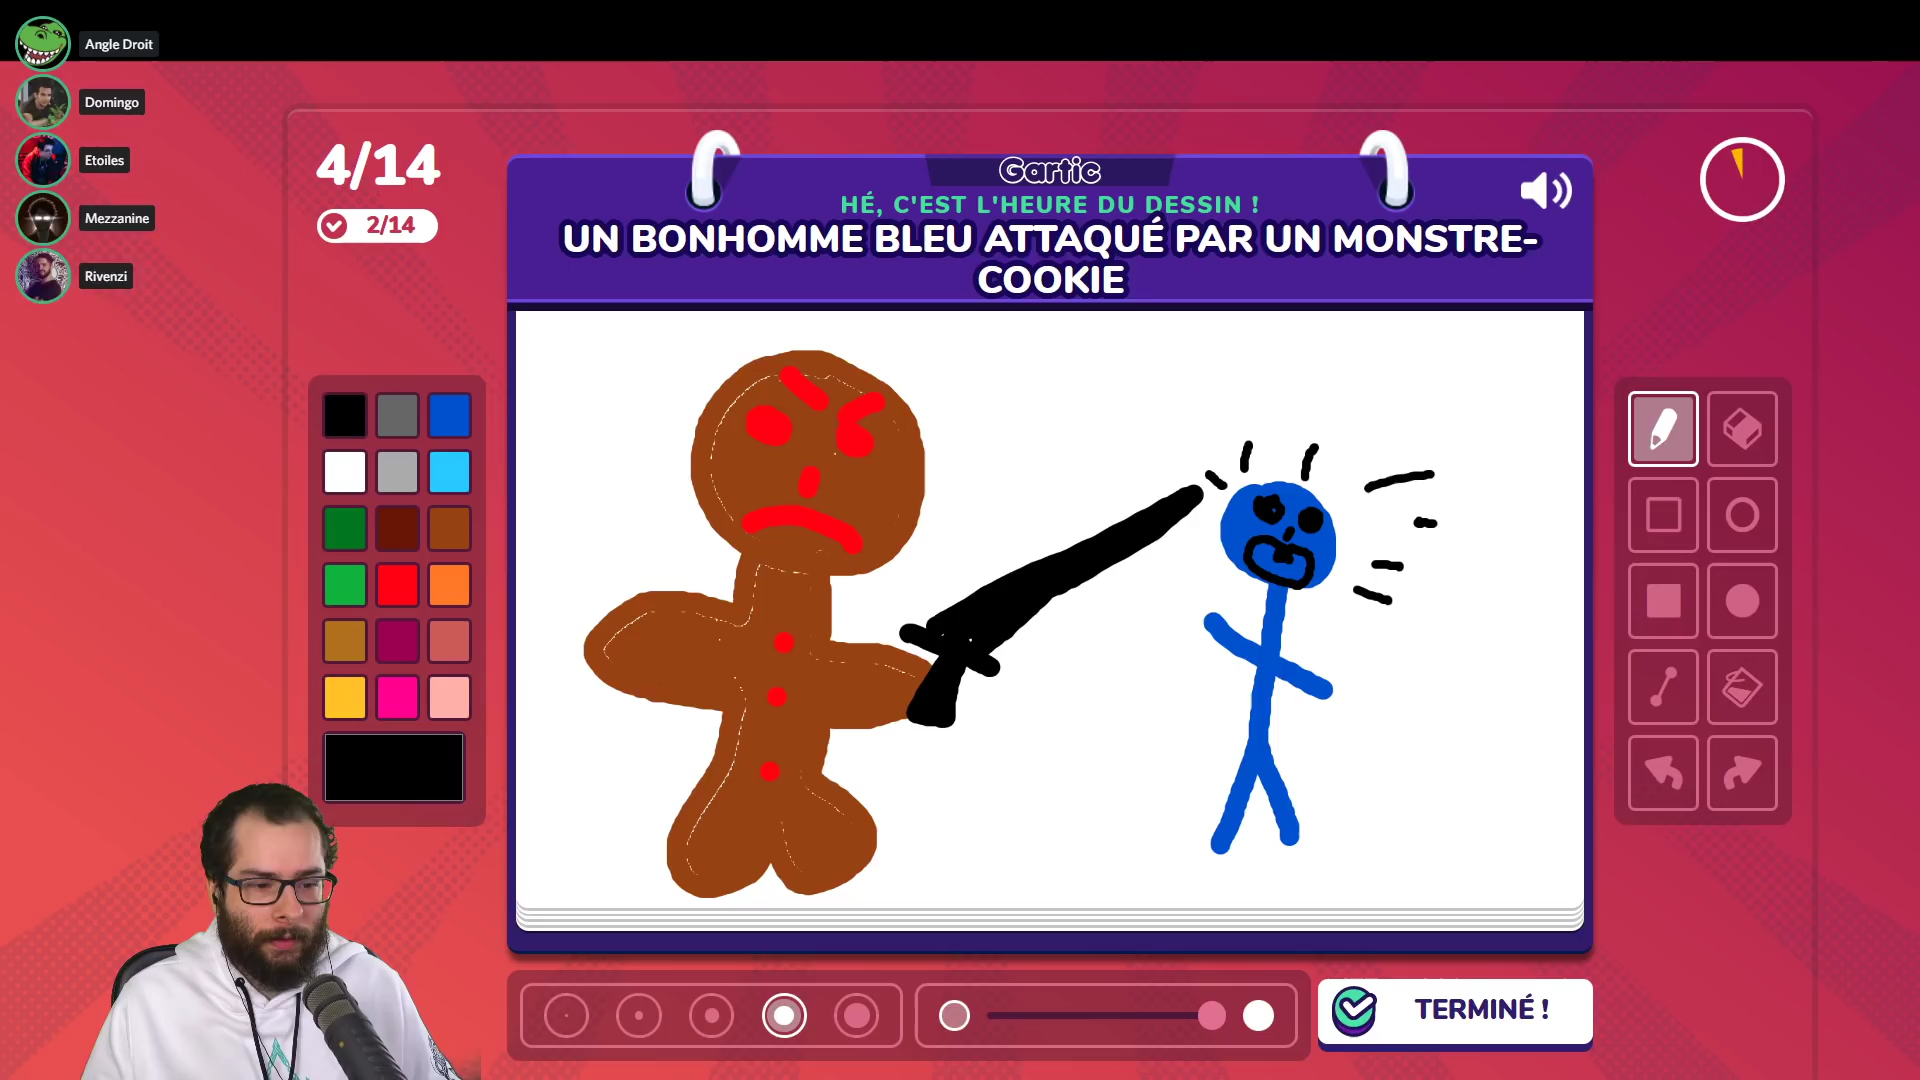 Angle Droit
Domingo
Etoiles
Mezzanine
Rivenzi
4/14
2/14
Gartic
HÉ, C'EST L'HEURE DU DESSIN !
UN BONHOMME BLEU ATTAQUÉ PAR UN MONSTRE-
COOKIE
TERMINÉ !